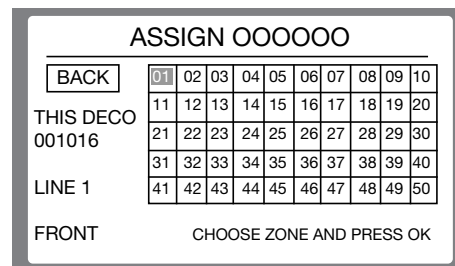 ASSIGN OOOOOO
BACK
01 02 03 04 05 06 07 08 09 10
11 12 13 14 15 16 17 18 19 20
THIS DECO
001016
21 22 23 24 25 26 27 28 29 30
31 32 33 34 35 36 37 38 39 40
LINE 1
41 42 43 44 45 46 47 48 49 50
FRONT
CHOOSE ZONE AND PRESS OK